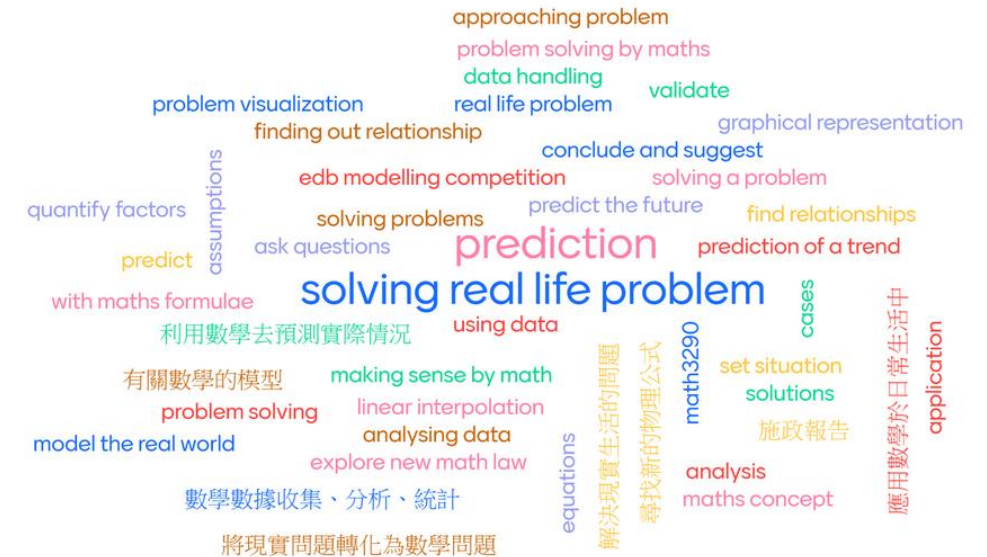 approaching problem
problem solving by maths
data handling
validate
problem visualization
real life problem
graphical representation
finding out relationship
conclude and suggest
assumptions
edb modelling competition
solving a problem
quantify factors
predict the future
find relationships
solving problems
prediction
ask questions
prediction of a trend
predict
solving real life problem
with maths formulae
cases
利用數學去預測實際情況
using data
math3290
應用數學於日常生活中
application
解決現實生活的問題
尋找新的物理公式
有關數學的模型
making sense by math
set situation
problem solving
linear interpolation
solutions
model the real world
analysing data
施政報告
explore new math law
equations
analysis
數學數據收集、分析、統計
maths concept
將現實問題轉化為數學問題